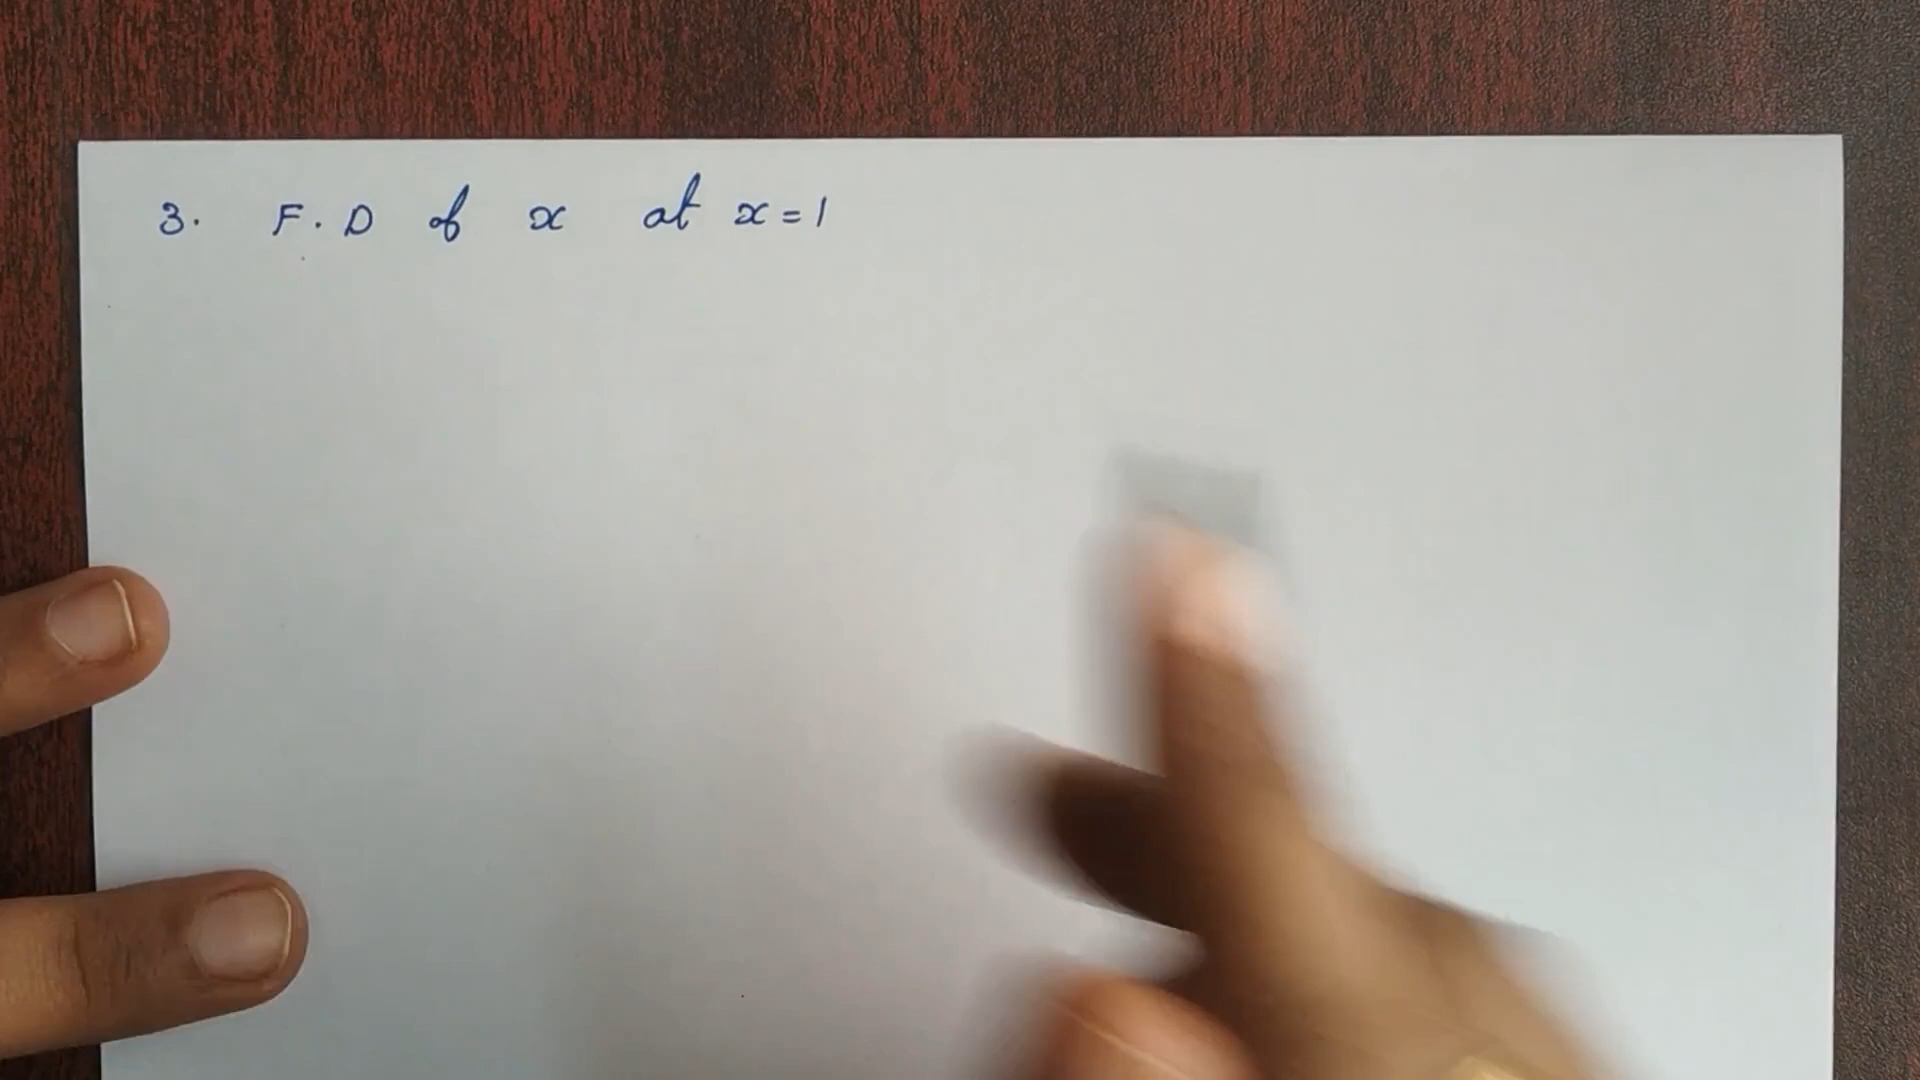 3. F.D of x at x=1